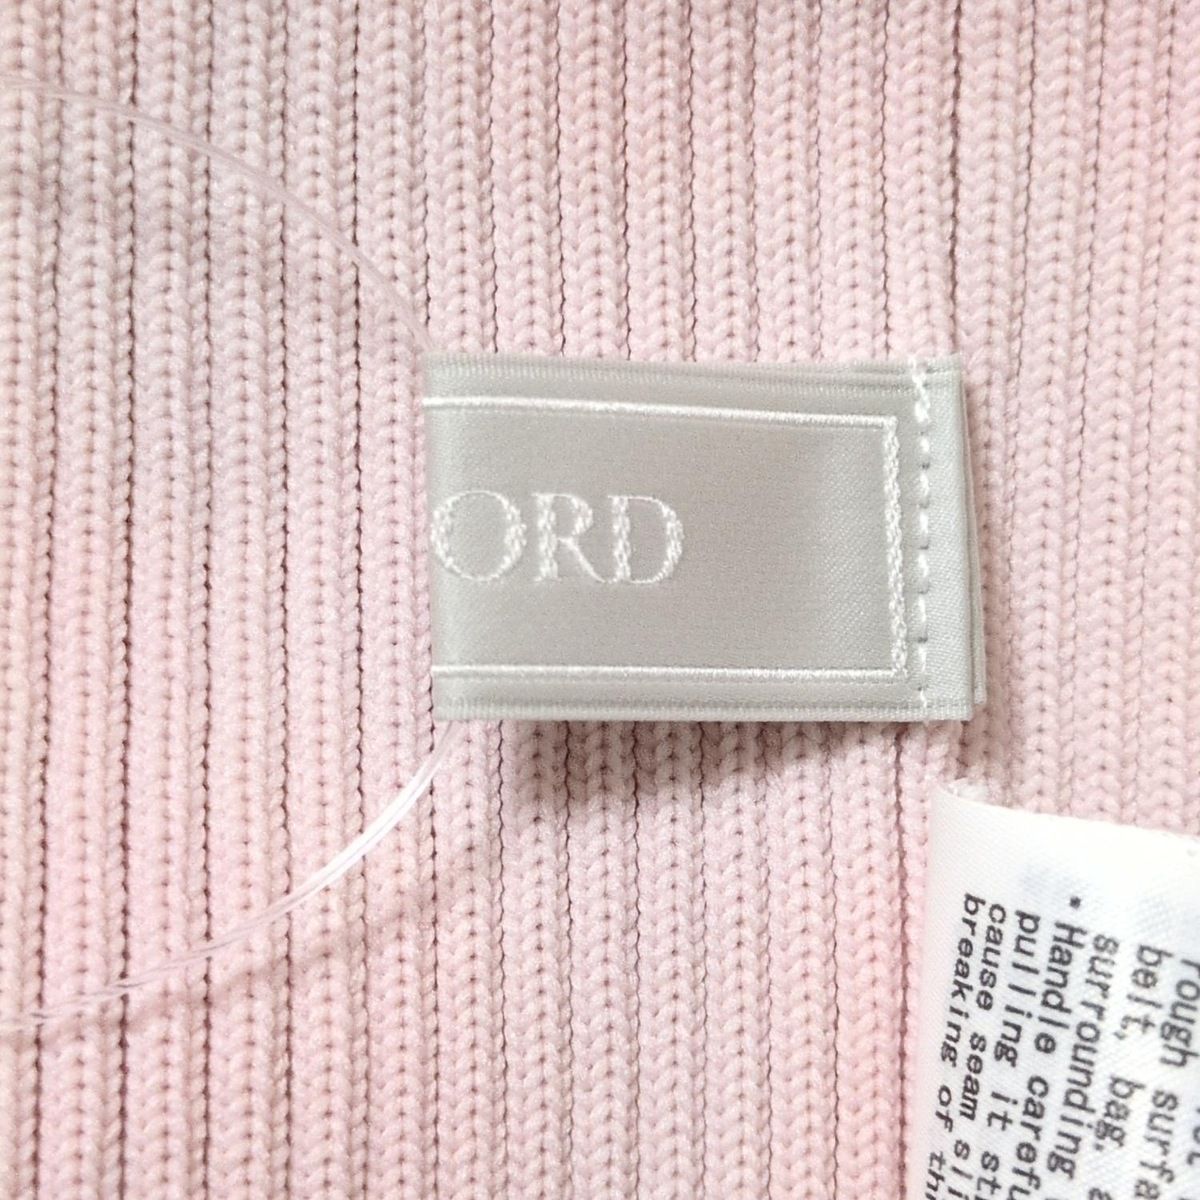 ORD
rough surfa
belt, bag,
surrounding
• Handle caref
pulling it st
cause seam sl
breaking of th